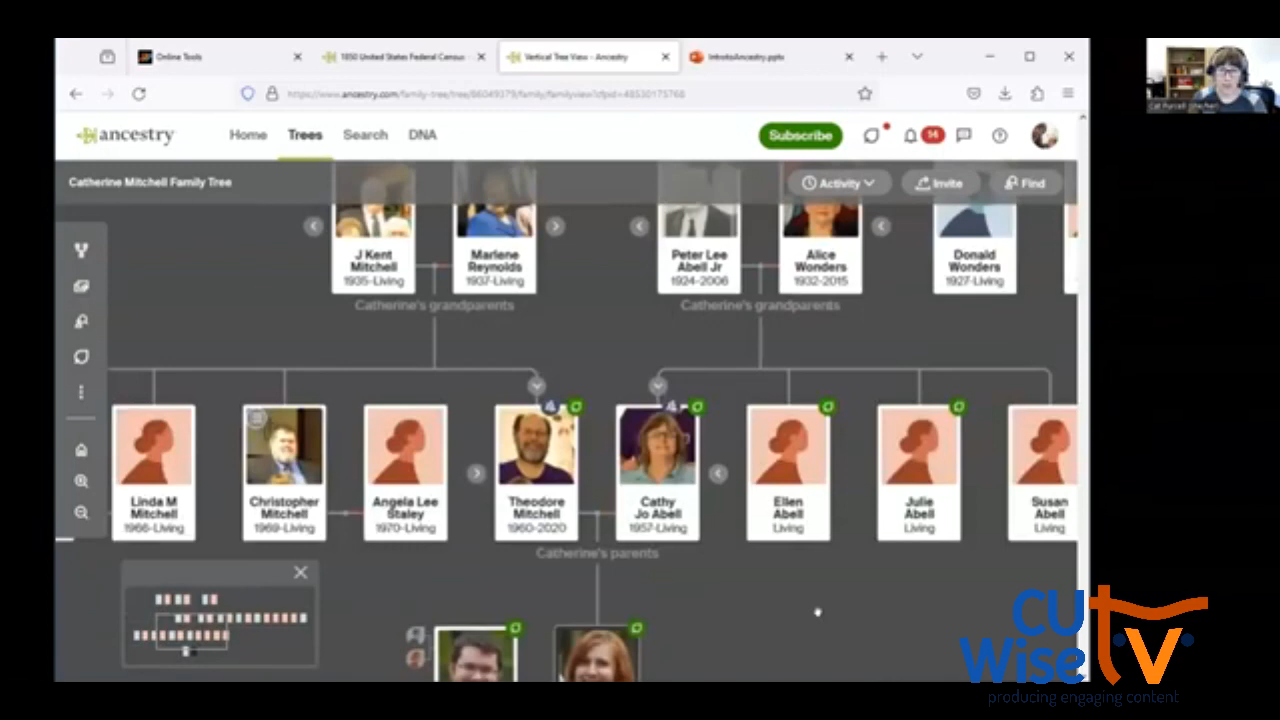 Online Tools
1850 United States Federal Census
Vertical Tree View - Ancestry
IntrotoAncestry.pptx
ancestry
Home
Trees
Search
DNA
Subscribe
14
Catherine Mitchell Family Tree
Activity
Invite
Find
J Kent
Mitchell
1935-Living
Marlene
Reynolds
1937-Living
Peter Lee
Abell Jr
1924-2006
Alice
Wonders
1932-2015
Donald
Wonders
1927-Living
Catherine's grandparents
Catherine's grandparents
Linda M
Mitchell
1966-Living
Christopher
Mitchell
1969-Living
Angela Lee
Staley
1970-Living
Theodore
Mitchell
1960-2020
Cathy
Jo Abell
1957-Living
Ellen
Abell
Living
Julie
Abell
Living
Susan
Abell
Living
Catherine's parents
CU
Wise tv
producing engaging content